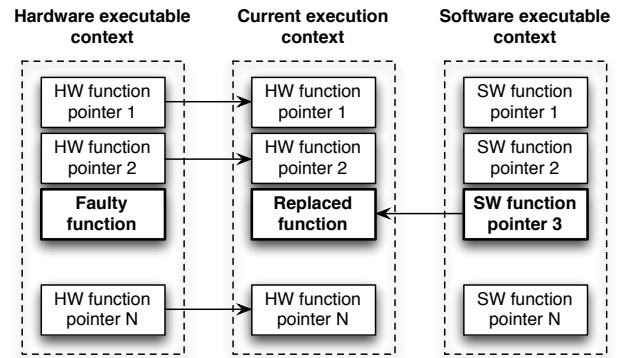 Hardware executable
context
Current execution
context
Software executable
context
HW function
pointer 1
HW function
pointer 1
SW function
pointer 1
HW function
pointer 2
HW function
pointer 2
SW function
pointer 2
Faulty
function
Replaced
function
SW function
pointer 3
HW function
pointer N
HW function
pointer N
SW function
pointer N